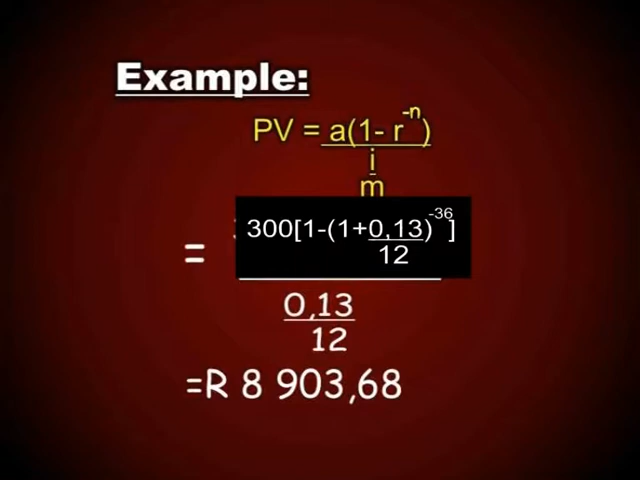 Example:
PV = a(1- r⁻ⁿ)
i
m
300[1-(1+0,13)⁻³⁶]
12
=
0,13
12
=R 8 903,68